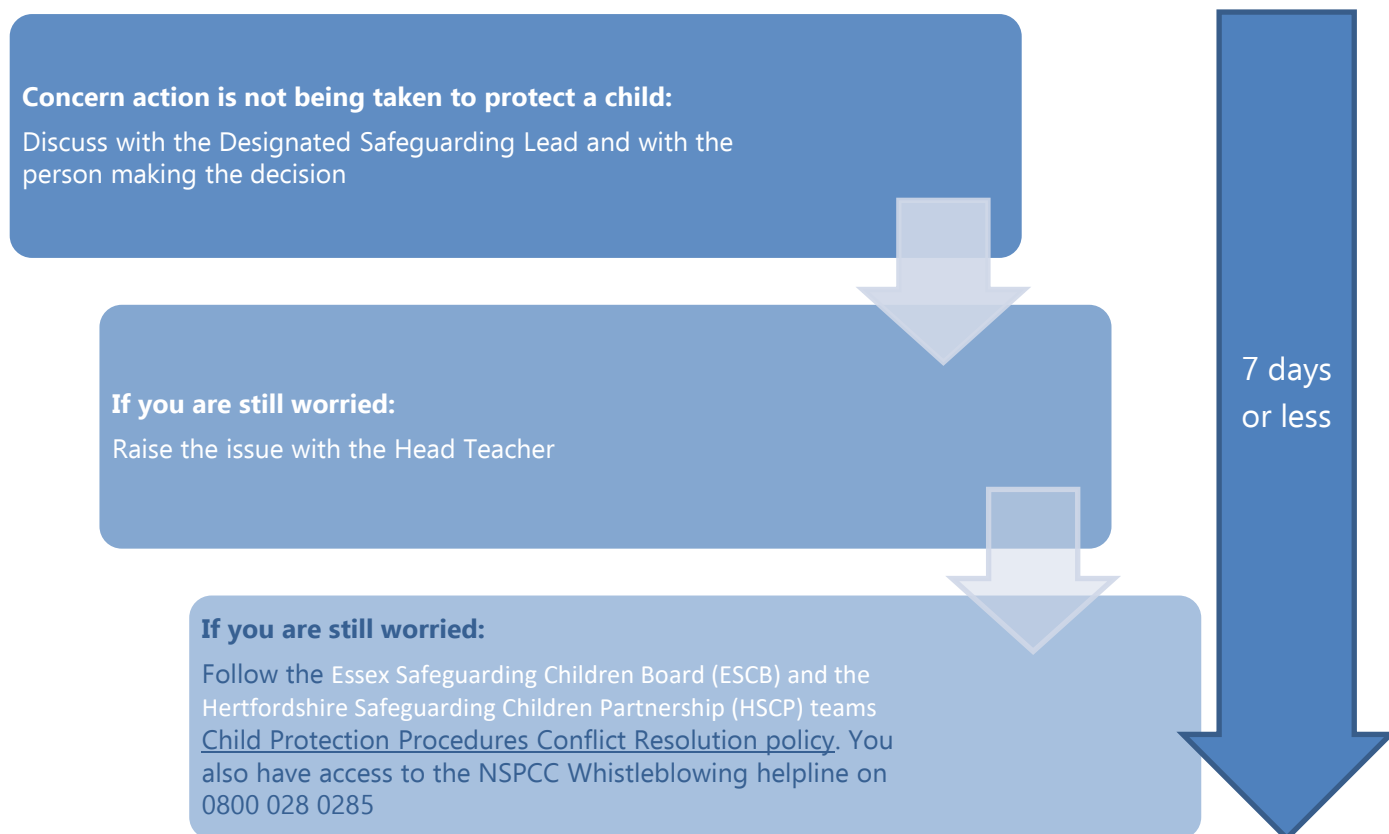 Concern action is not being taken to protect a child:
Discuss with the Designated Safeguarding Lead and with the
person making the decision
If you are still worried:
Raise the issue with the Head Teacher
If you are still worried:
Follow the Essex Safeguarding Children Board (ESCB) and the
Hertfordshire Safeguarding Children Partnership (HSCP) teams
Child Protection Procedures Conflict Resolution policy. You
also have access to the NSPCC Whistleblowing helpline on
0800 028 0285
7 days
or less